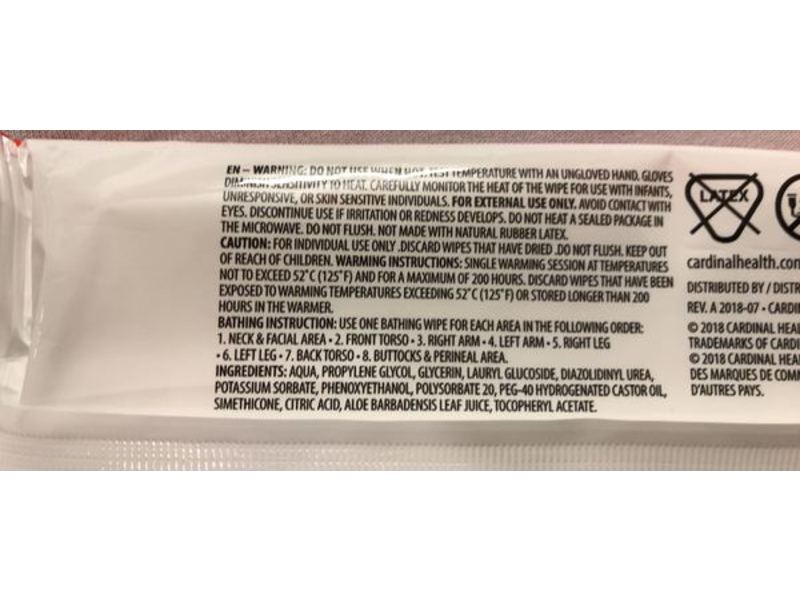 EN – WARNING: DO NOT USE WHEN HOT. TEST TEMPERATURE WITH AN UNGLOVED HAND. GLOVES
DIMINISH SENSITIVITY TO HEAT. CAREFULLY MONITOR THE HEAT OF THE WIPE FOR USE WITH INFANTS,
UNRESPONSIVE, OR SKIN SENSITIVE INDIVIDUALS. FOR EXTERNAL USE ONLY. AVOID CONTACT WITH
EYES. DISCONTINUE USE IF IRRITATION OR REDNESS DEVELOPS. DO NOT HEAT A SEALED PACKAGE IN
THE MICROWAVE. DO NOT FLUSH. NOT MADE WITH NATURAL RUBBER LATEX.
CAUTION: FOR INDIVIDUAL USE ONLY .DISCARD WIPES THAT HAVE DRIED .DO NOT FLUSH. KEEP OUT
OF REACH OF CHILDREN. WARMING INSTRUCTIONS: SINGLE WARMING SESSION AT TEMPERATURES
NOT TO EXCEED 52˚C (125˚F) AND FOR A MAXIMUM OF 200 HOURS. DISCARD WIPES THAT HAVE BEEN
EXPOSED TO WARMING TEMPERATURES EXCEEDING 52˚C (125˚F) OR STORED LONGER THAN 200
HOURS IN THE WARMER.
BATHING INSTRUCTION: USE ONE BATHING WIPE FOR EACH AREA IN THE FOLLOWING ORDER:
1. NECK & FACIAL AREA • 2. FRONT TORSO • 3. RIGHT ARM • 4. LEFT ARM • 5. RIGHT LEG
• 6. LEFT LEG • 7. BACK TORSO • 8. BUTTOCKS & PERINEAL AREA.
INGREDIENTS: AQUA, PROPYLENE GLYCOL, GLYCERIN, LAURYL GLUCOSIDE, DIAZOLIDINYL UREA,
POTASSIUM SORBATE, PHENOXYETHANOL, POLYSORBATE 20, PEG-40 HYDROGENATED CASTOR OIL,
SIMETHICONE, CITRIC ACID, ALOE BARBADENSIS LEAF JUICE, TOCOPHERYL ACETATE.
LATEX
cardinalhealth.com
DISTRIBUTED BY / DISTR
REV. A 2018-07 • CARDI
© 2018 CARDINAL HEAL
TRADEMARKS OF CARDI
© 2018 CARDINAL HEA
DES MARQUES DE COM
D'AUTRES PAYS.